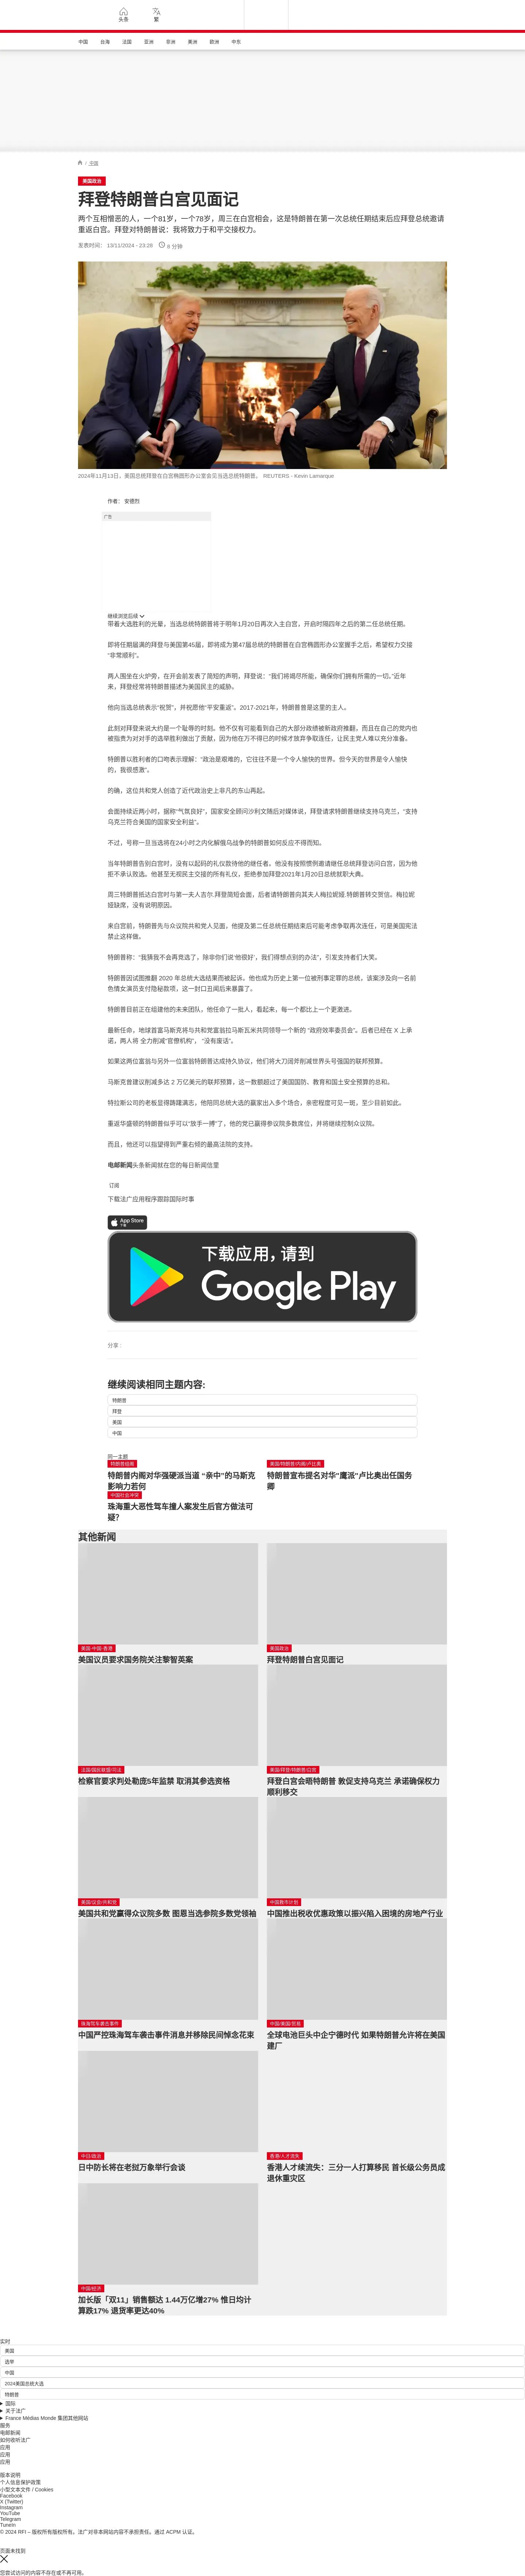 头条
繁
中国
台海
法国
亚洲
非洲
美洲
欧洲
中东
/ 美国
美国政治
拜登特朗普白宫见面记
两个互相憎恶的人，一个81岁，一个78岁，周三在白宫相会，这是特朗普在第一次总统任期结束后应拜登总统邀请
重返白宫。拜登对特朗普说：我将致力于和平交接权力。
发表时间： 13/11/2024 - 23:28
8 分钟
2024年11月13日，美国总统拜登在白宫椭圆形办公室会见当选总统特朗普。 REUTERS - Kevin Lamarque
作者： 安德烈
广告
继续浏览后续
带着大选胜利的光晕，当选总统特朗普将于明年1月20日再次入主白宫，开启时隔四年之后的第二任总统任期。
即将任期届满的拜登与美国第45届，即将成为第47届总统的特朗普在白宫椭圆形办公室握手之后，希望权力交接
“非常顺利”。
两人围坐在火炉旁，在开会前发表了简短的声明，拜登说：“我们将竭尽所能，确保你们拥有所需的一切。”近年
来，拜登经常将特朗普描述为美国民主的威胁。
他向当选总统表示“祝贺”，并祝愿他“平安重返”。2017-2021年，特朗普曾是这里的主人。
此刻对拜登来说大约是一个耻辱的时刻。他不仅有可能看到自己的大部分政绩被新政府推翻，而且在自己的党内也
被指责为对对手的选举胜利做出了贡献，因为他在万不得已的时候才放弃争取连任，让民主党人难以充分准备。
特朗普以胜利者的口吻表示理解：“政治是艰难的，它往往不是一个令人愉快的世界。但今天的世界是令人愉快
的，我很感激”。
的确，这位共和党人创造了近代政治史上非凡的东山再起。
会面持续近两小时，据称“气氛良好”，国家安全顾问沙利文随后对媒体说，拜登请求特朗普继续支持乌克兰，“支持
乌克兰符合美国的国家安全利益”。
不过，号称一旦当选将在24小时之内化解俄乌战争的特朗普如何反应不得而知。
当年特朗普告别白宫时，没有以起码的礼仪款待他的继任者。他没有按照惯例邀请继任总统拜登访问白宫，因为他
拒不承认败选。他甚至无视民主交接的所有礼仪，拒绝参加拜登2021年1月20日总统就职大典。
周三特朗普抵达白宫时与第一夫人吉尔.拜登简短会面，后者请特朗普向其夫人梅拉妮娅.特朗普转交贺信。梅拉妮
娅缺席，没有说明原因。
来白宫前，特朗普先与众议院共和党人见面，他提及第二任总统任期结束后可能考虑争取再次连任，可是美国宪法
禁止这样做。
特朗普称：“我猜我不会再竞选了，除非你们说‘他很好’，我们得想点别的办法”，引发支持者们大笑。
特朗普因试图推翻 2020 年总统大选结果而被起诉，他也成为历史上第一位被刑事定罪的总统，该案涉及向一名前
色情女演员支付隐秘款项，这一封口丑闻后来暴露了。
特朗普目前正在组建他的未来团队，他任命了一批人，看起来，每一个都比上一个更激进。
最新任命，地球首富马斯克将与共和党富翁拉马斯瓦米共同领导一个新的 “政府效率委员会”。后者已经在 X 上承
诺，两人将 全力削减“官僚机构”， “没有废话”。
如果这两位富翁与另外一位富翁特朗普达成持久协议，他们将大刀阔斧削减世界头号强国的联邦预算。
马斯克曾建议削减多达 2 万亿美元的联邦预算，这一数额超过了美国国防、教育和国土安全预算的总和。
特拉斯公司的老板显得踌躇满志，他陪同总统大选的赢家出入多个场合，亲密程度可见一斑，至少目前如此。
重返华盛顿的特朗普似乎可以“放手一搏”了，他的党已赢得参议院多数席位，并将继续控制众议院。
而且，他还可以指望得到严重右倾的最高法院的支持。
电邮新闻头条新闻就在您的每日新闻信里
订阅
下载法广应用程序跟踪国际时事
App Store
下载
下载应用，请到
Google Play
分享 :
继续阅读相同主题内容:
特朗普
拜登
美国
中国
同一主题
特朗普组阁
特朗普内阁对华强硬派当道 “亲中”的马斯克
影响力若何
美国/特朗普/内阁/卢比奥
特朗普宣布提名对华"鹰派"卢比奥出任国务
卿
中国社会冲突
珠海重大恶性驾车撞人案发生后官方做法可
疑？
其他新闻
美国-中国-香港
美国议员要求国务院关注黎智英案
美国政治
拜登特朗普白宫见面记
法国/国民联盟/司法
检察官要求判处勒庞5年监禁 取消其参选资格
美国/拜登/特朗普/白宫
拜登白宫会晤特朗普 敦促支持乌克兰 承诺确保权力
顺利移交
美国/议会/共和党
美国共和党赢得众议院多数 图恩当选参院多数党领袖
中国救市计划
中国推出税收优惠政策以振兴陷入困境的房地产行业
珠海驾车袭击事件
中国严控珠海驾车袭击事件消息并移除民间悼念花束
中国/美国/贸易
全球电池巨头中企宁德时代 如果特朗普允许将在美国
建厂
中日/政治
日中防长将在老挝万象举行会谈
香港/人才流失
香港人才续流失：三分一人打算移民 首长级公务员成
退休重灾区
中国/经济
加长版「双11」销售额达 1.44万亿增27% 惟日均计
算跌17% 退货率更达40%
实时
美国
选举
中国
2024美国总统大选
特朗普
国际
关于法广
France Médias Monde 集团其他网站
服务
电邮新闻
如何收听法广
应用
应用
应用
版本说明
个人信息保护政策
小型文本文件 / Cookies
Facebook
X (Twitter)
Instagram
YouTube
Telegram
TuneIn
© 2024 RFI – 版权所有版权所有。法广对非本网站内容不承担责任。通过 ACPM 认证。
页面未找到
您尝试访问的内容不存在或不再可用。